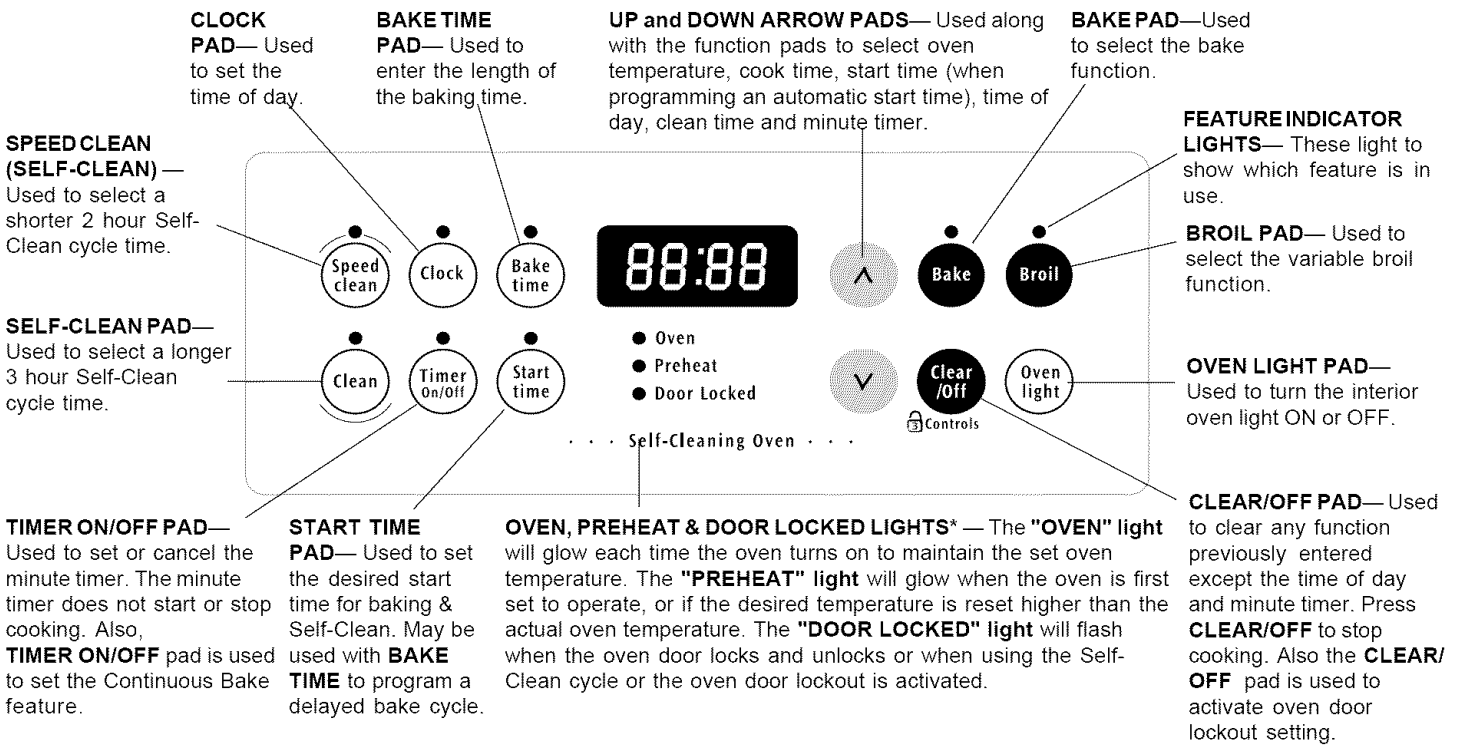 CLOCK
PAD— Used
to set the
time of day.
BAKE TIME
PAD— Used to
enter the length of
the baking time.
UP and DOWN ARROW PADS— Used along
with the function pads to select oven
temperature, cook time, start time (when
programming an automatic start time), time of
day, clean time and minute timer.
BAKE PAD—Used
to select the bake
function.
SPEED CLEAN
(SELF-CLEAN) —
Used to select a
shorter 2 hour Self-
Clean cycle time.
FEATURE INDICATOR
LIGHTS— These light to
show which feature is in
use.
BROIL PAD— Used to
select the variable broil
function.
SELF-CLEAN PAD—
Used to select a longer
3 hour Self-Clean
cycle time.
OVEN LIGHT PAD—
Used to turn the interior
oven light ON or OFF.
Speed
clean
Clock
Bake
time
88:88
^
Bake
Broil
Clean
Timer
On/Off
Start
time
Oven
Preheat
Door Locked
v
Clear
/Off
Oven
light
3 Controls
· · · Self-Cleaning Oven · · ·
TIMER ON/OFF PAD—
Used to set or cancel the
minute timer. The minute
timer does not start or stop
cooking. Also,
TIMER ON/OFF pad is used
to set the Continuous Bake
feature.
START TIME
PAD— Used to set
the desired start
time for baking &
Self-Clean. May be
used with BAKE
TIME to program a
delayed bake cycle.
OVEN, PREHEAT & DOOR LOCKED LIGHTS* — The "OVEN" light
will glow each time the oven turns on to maintain the set oven
temperature. The "PREHEAT" light will glow when the oven is first
set to operate, or if the desired temperature is reset higher than the
actual oven temperature. The "DOOR LOCKED" light will flash
when the oven door locks and unlocks or when using the Self-
Clean cycle or the oven door lockout is activated.
CLEAR/OFF PAD— Used
to clear any function
previously entered
except the time of day
and minute timer. Press
CLEAR/OFF to stop
cooking. Also the CLEAR/
OFF pad is used to
activate oven door
lockout setting.